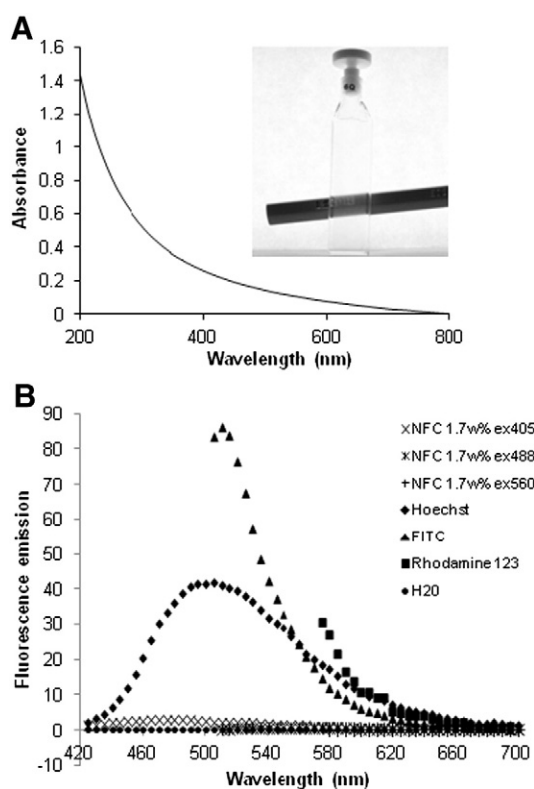 A
1.6
1.4
1.2
1
0.8
0.6
0.4
0.2
0
Absorbance
200 400 600 800
Wavelength (nm)
B
90
80
70
60
50
40
30
20
10
0
-10
Fluorescence emission
420 460 500 540 580 620 660 700
Wavelength (nm)
NFC 1.7w% ex405
NFC 1.7w% ex488
NFC 1.7w% ex560
Hoechst
FITC
Rhodamine 123
H20